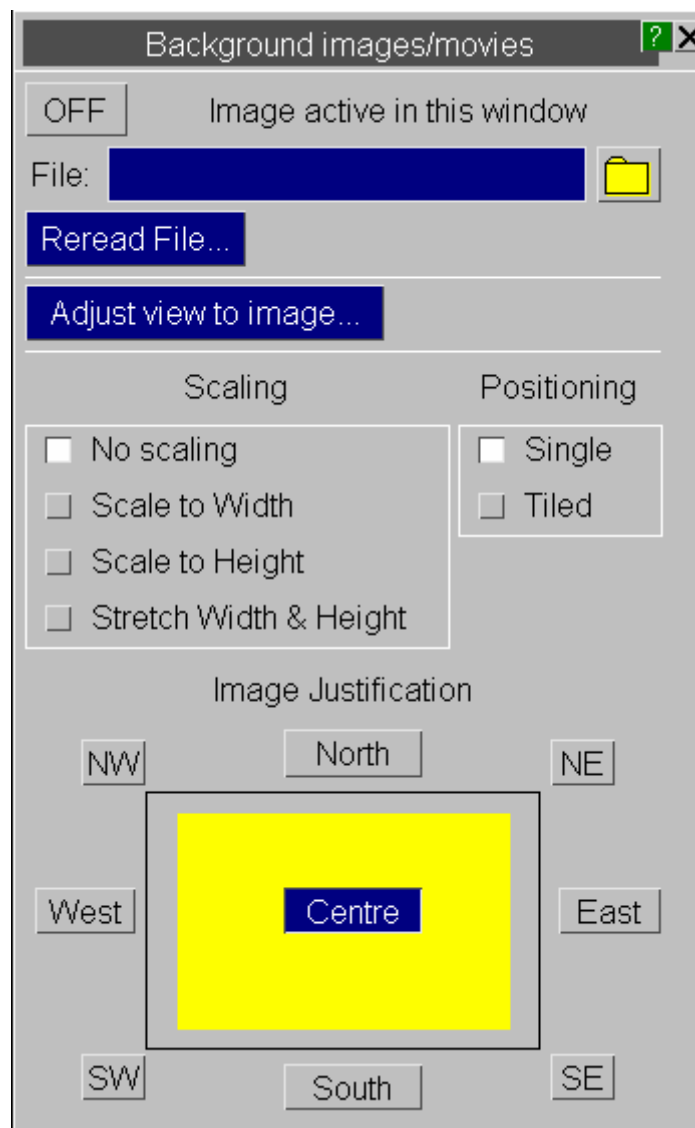 Background images/movies ?
OFF Image active in this window
File:
Reread File...
Adjust view to image...
Scaling Positioning
No scaling Single
Scale to Width Tiled
Scale to Height
Stretch Width & Height
Image Justification
NW North NE
West Centre East
SW South SE